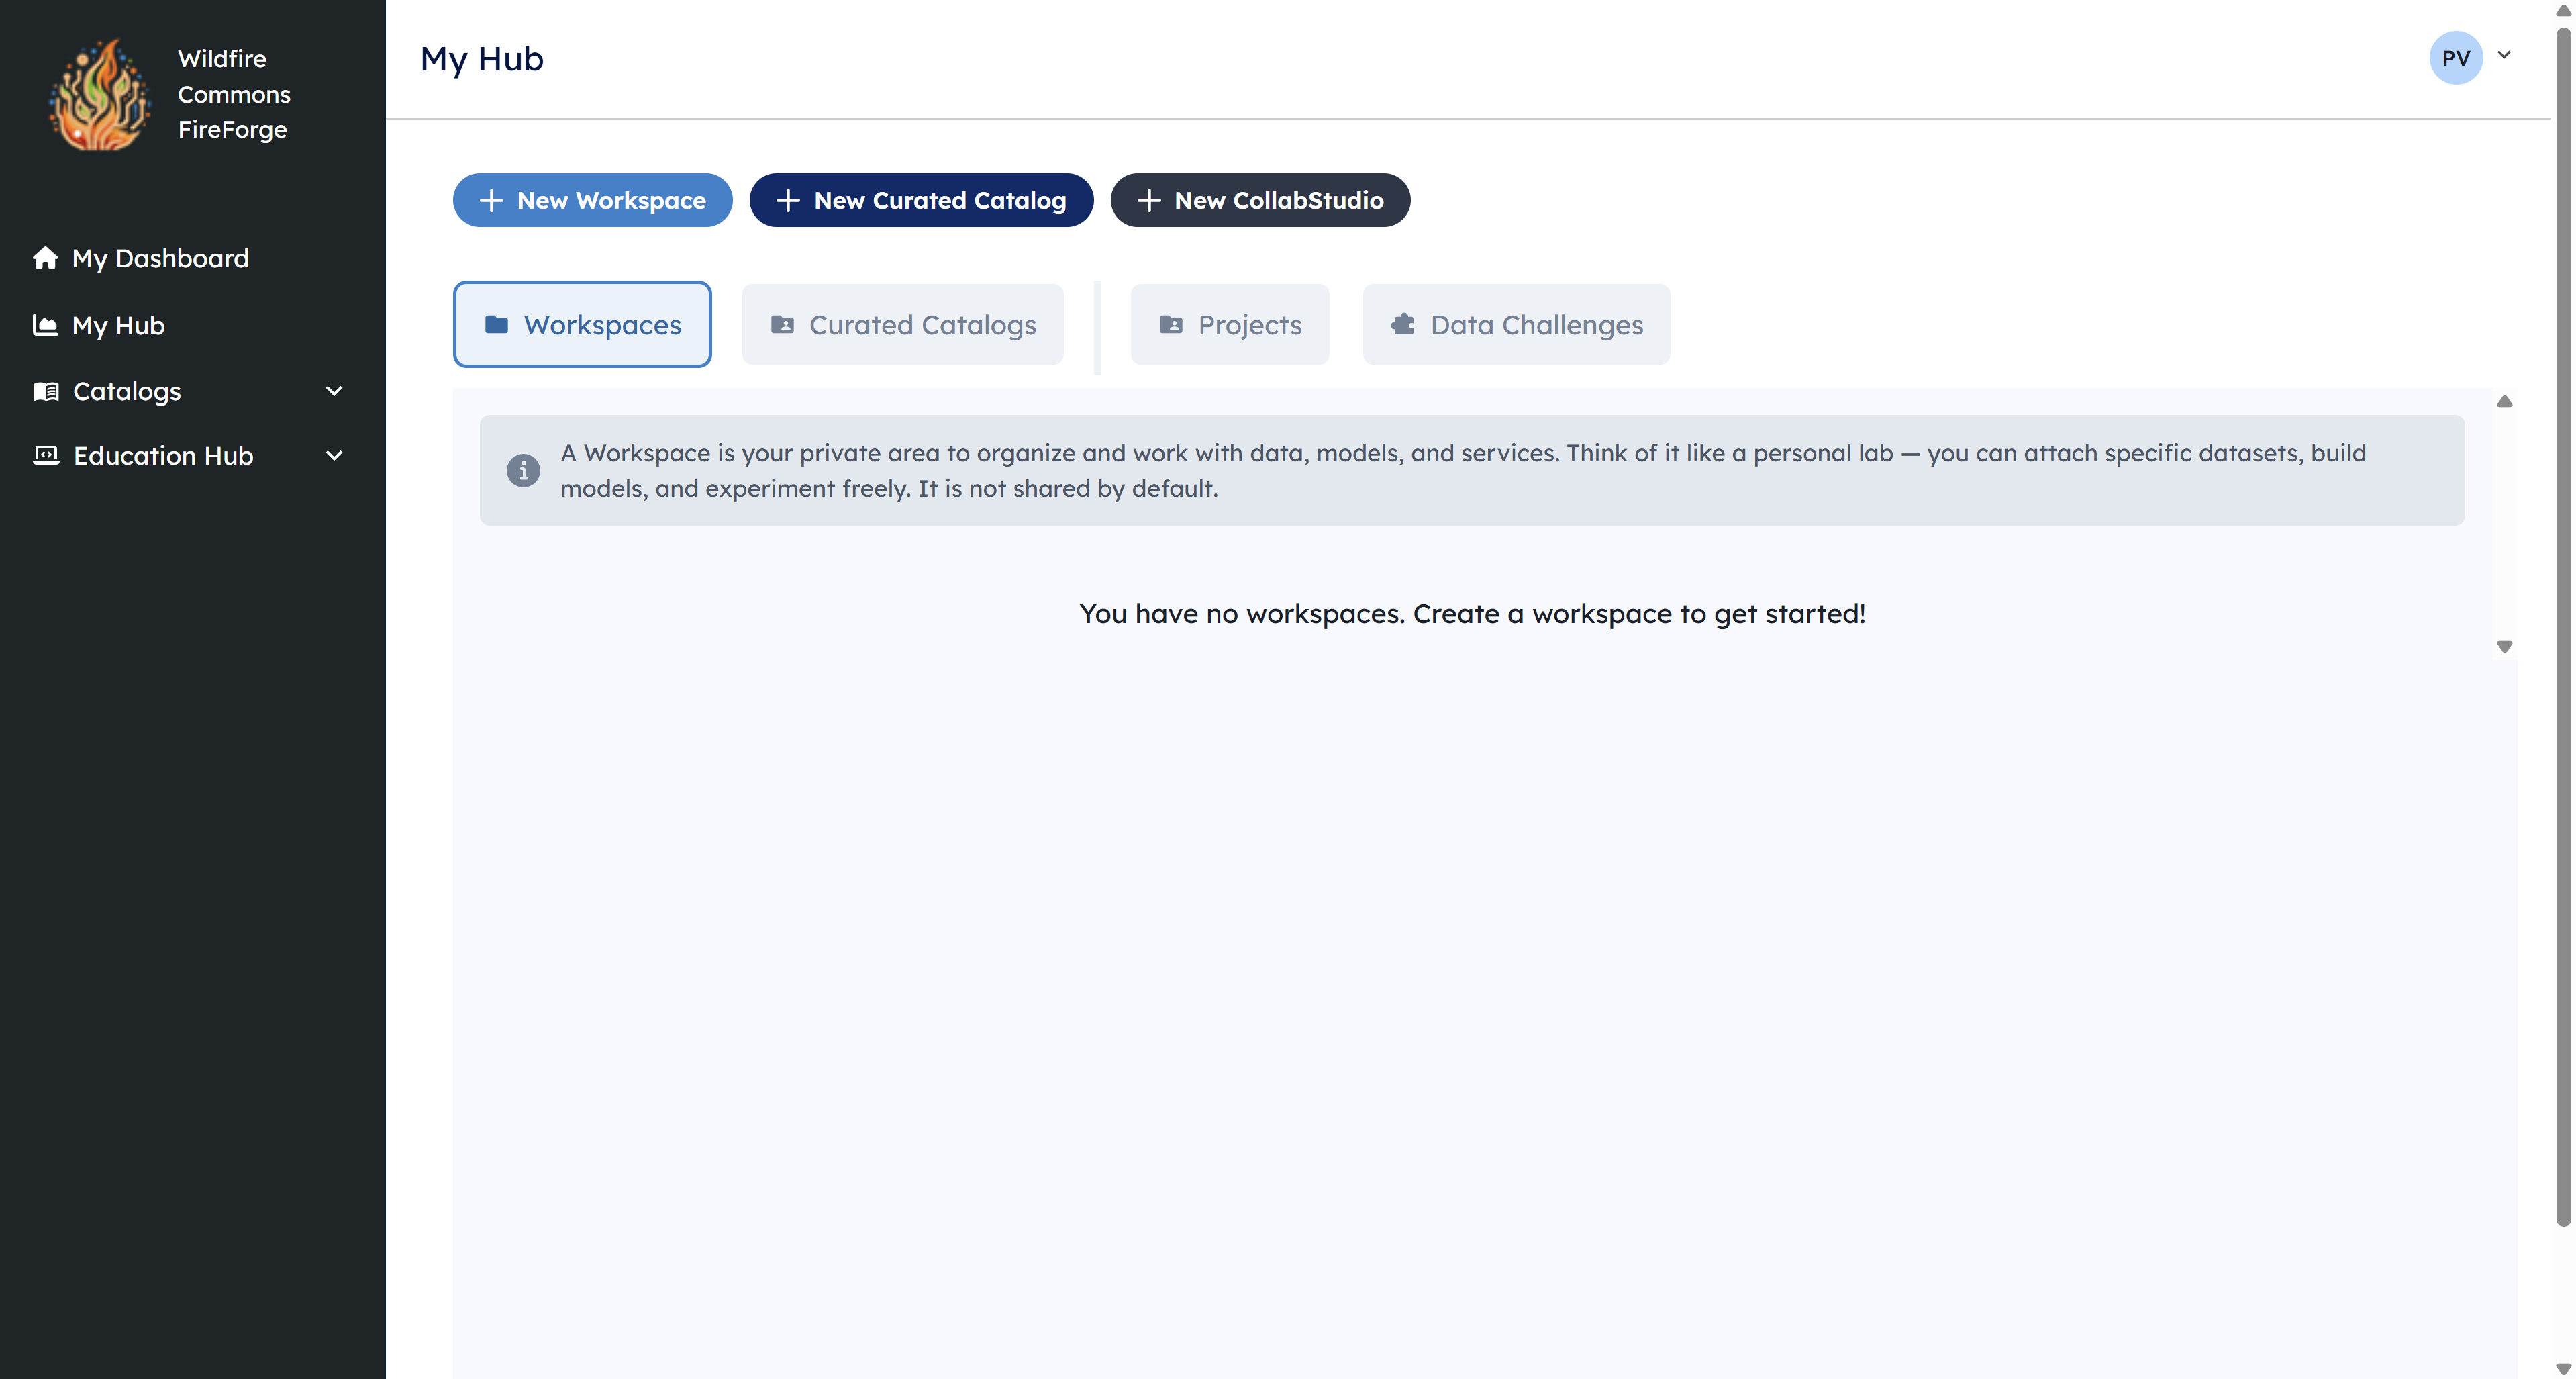 Wildfire
Commons
FireForge
My Dashboard
My Hub
Catalogs
Education Hub
My Hub
PV
New Workspace
New Curated Catalog
New CollabStudio
Workspaces
Curated Catalogs
Projects
Data Challenges
A Workspace is your private area to organize and work with data, models, and services. Think of it like a personal lab — you can attach specific datasets, build
models, and experiment freely. It is not shared by default.
You have no workspaces. Create a workspace to get started!